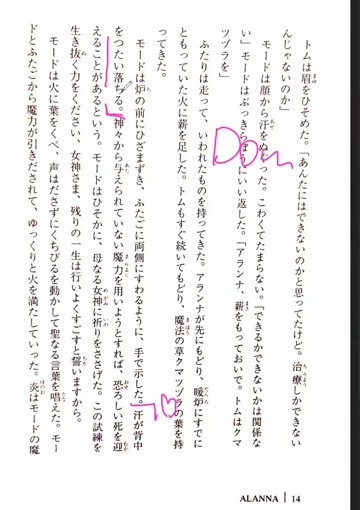 トムは眉をひそめた。「あんたにはできないのかと思ってたけど。治療しかできない
んじゃないのか」
モードは顔から汗をぬぐった。こわくてたまらない。「できるかできないかは関係な
い」モードはぶっきらぼうにいい返した。「アランナ、薪をもっておいで。トムはクマ
ツヅラを」
ふたりは走って、いわれたものを持ってきた。アランナが先にもどり、暖炉にすでに
ともっていた火に薪を足した。トムもすぐ続いてもどり、魔法の草クマツヅラの葉を持
ってきた。
モードは炉の前にひざまずき、ふたごに両側にすわるように、手で示した。汗が背中
をつたい落ちる。神々から与えられていない魔力を用いようとすれば、恐ろしい死を迎
えることがあるという。モードはひそかに、母なる女神に祈りをささげた。この試練を
生き抜く力をください、女神さま、残りの一生は行いよくすごすと誓いますから。
モードは火に葉をくべ、声はださずにくちびるを動かして聖なる言葉を唱えた。モー
ドとふたごから魔力が引きだされて、ゆっくりと火を満たしていった。炎はモードの魔
ALANNA | 14